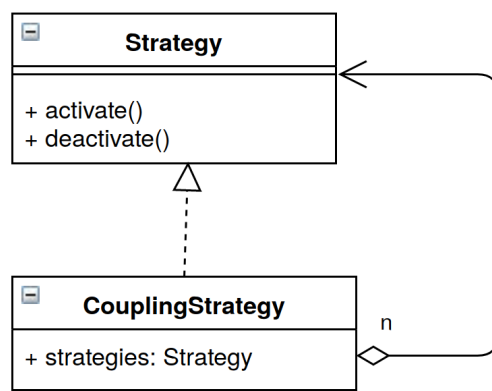 Strategy
+ activate()
+ deactivate()
CouplingStrategy
n
+ strategies: Strategy